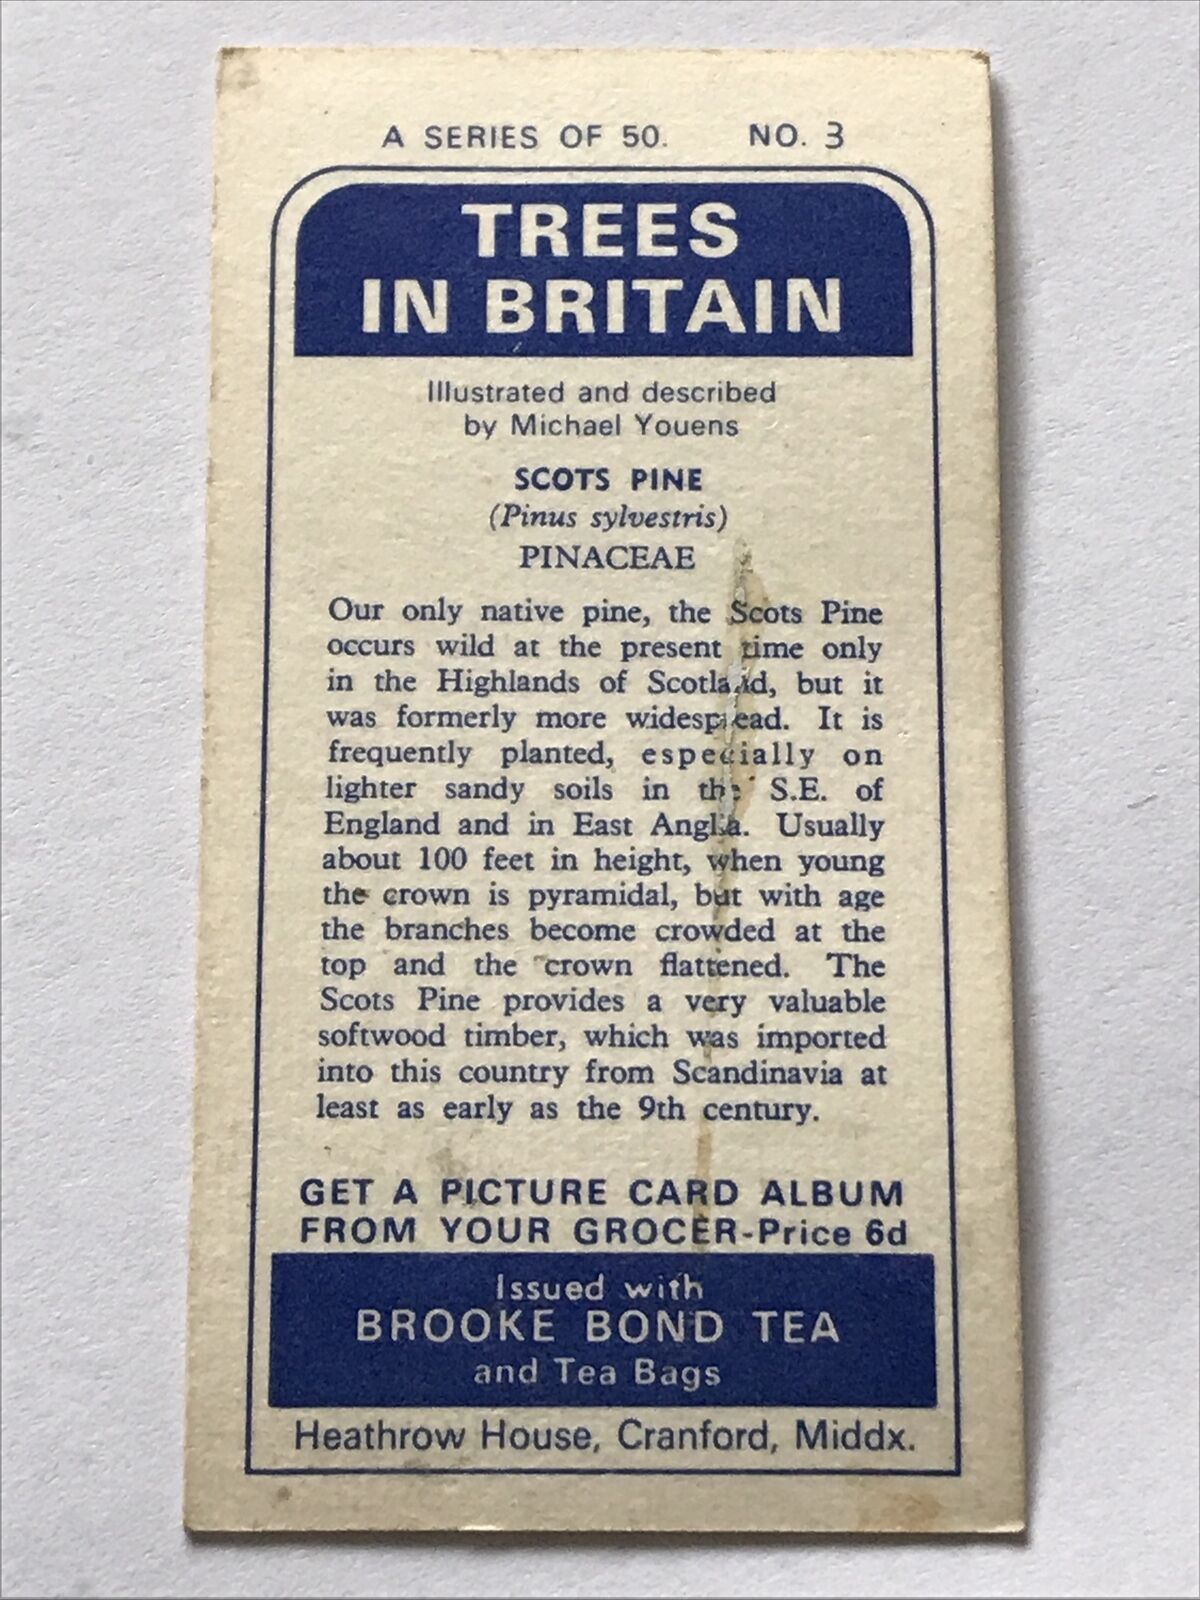 A SERIES OF 50. NO. 3
TREES
IN BRITAIN
Illustrated and described
by Michael Youens
SCOTS PINE
(Pinus sylvestris)
PINACEAE
Our only native pine, the Scots Pine
occurs wild at the present time only
in the Highlands of Scotland, but it
was formerly more widespread. It is
frequently planted, especially on
lighter sandy soils in the S.E. of
England and in East Anglia. Usually
about 100 feet in height, when young
the crown is pyramidal, but with age
the branches become crowded at the
top and the crown flattened. The
Scots Pine provides a very valuable
softwood timber, which was imported
into this country from Scandinavia at
least as early as the 9th century.
GET A PICTURE CARD ALBUM
FROM YOUR GROCER-Price 6d
Issued with
BROOKE BOND TEA
and Tea Bags
Heathrow House, Cranford, Middx.